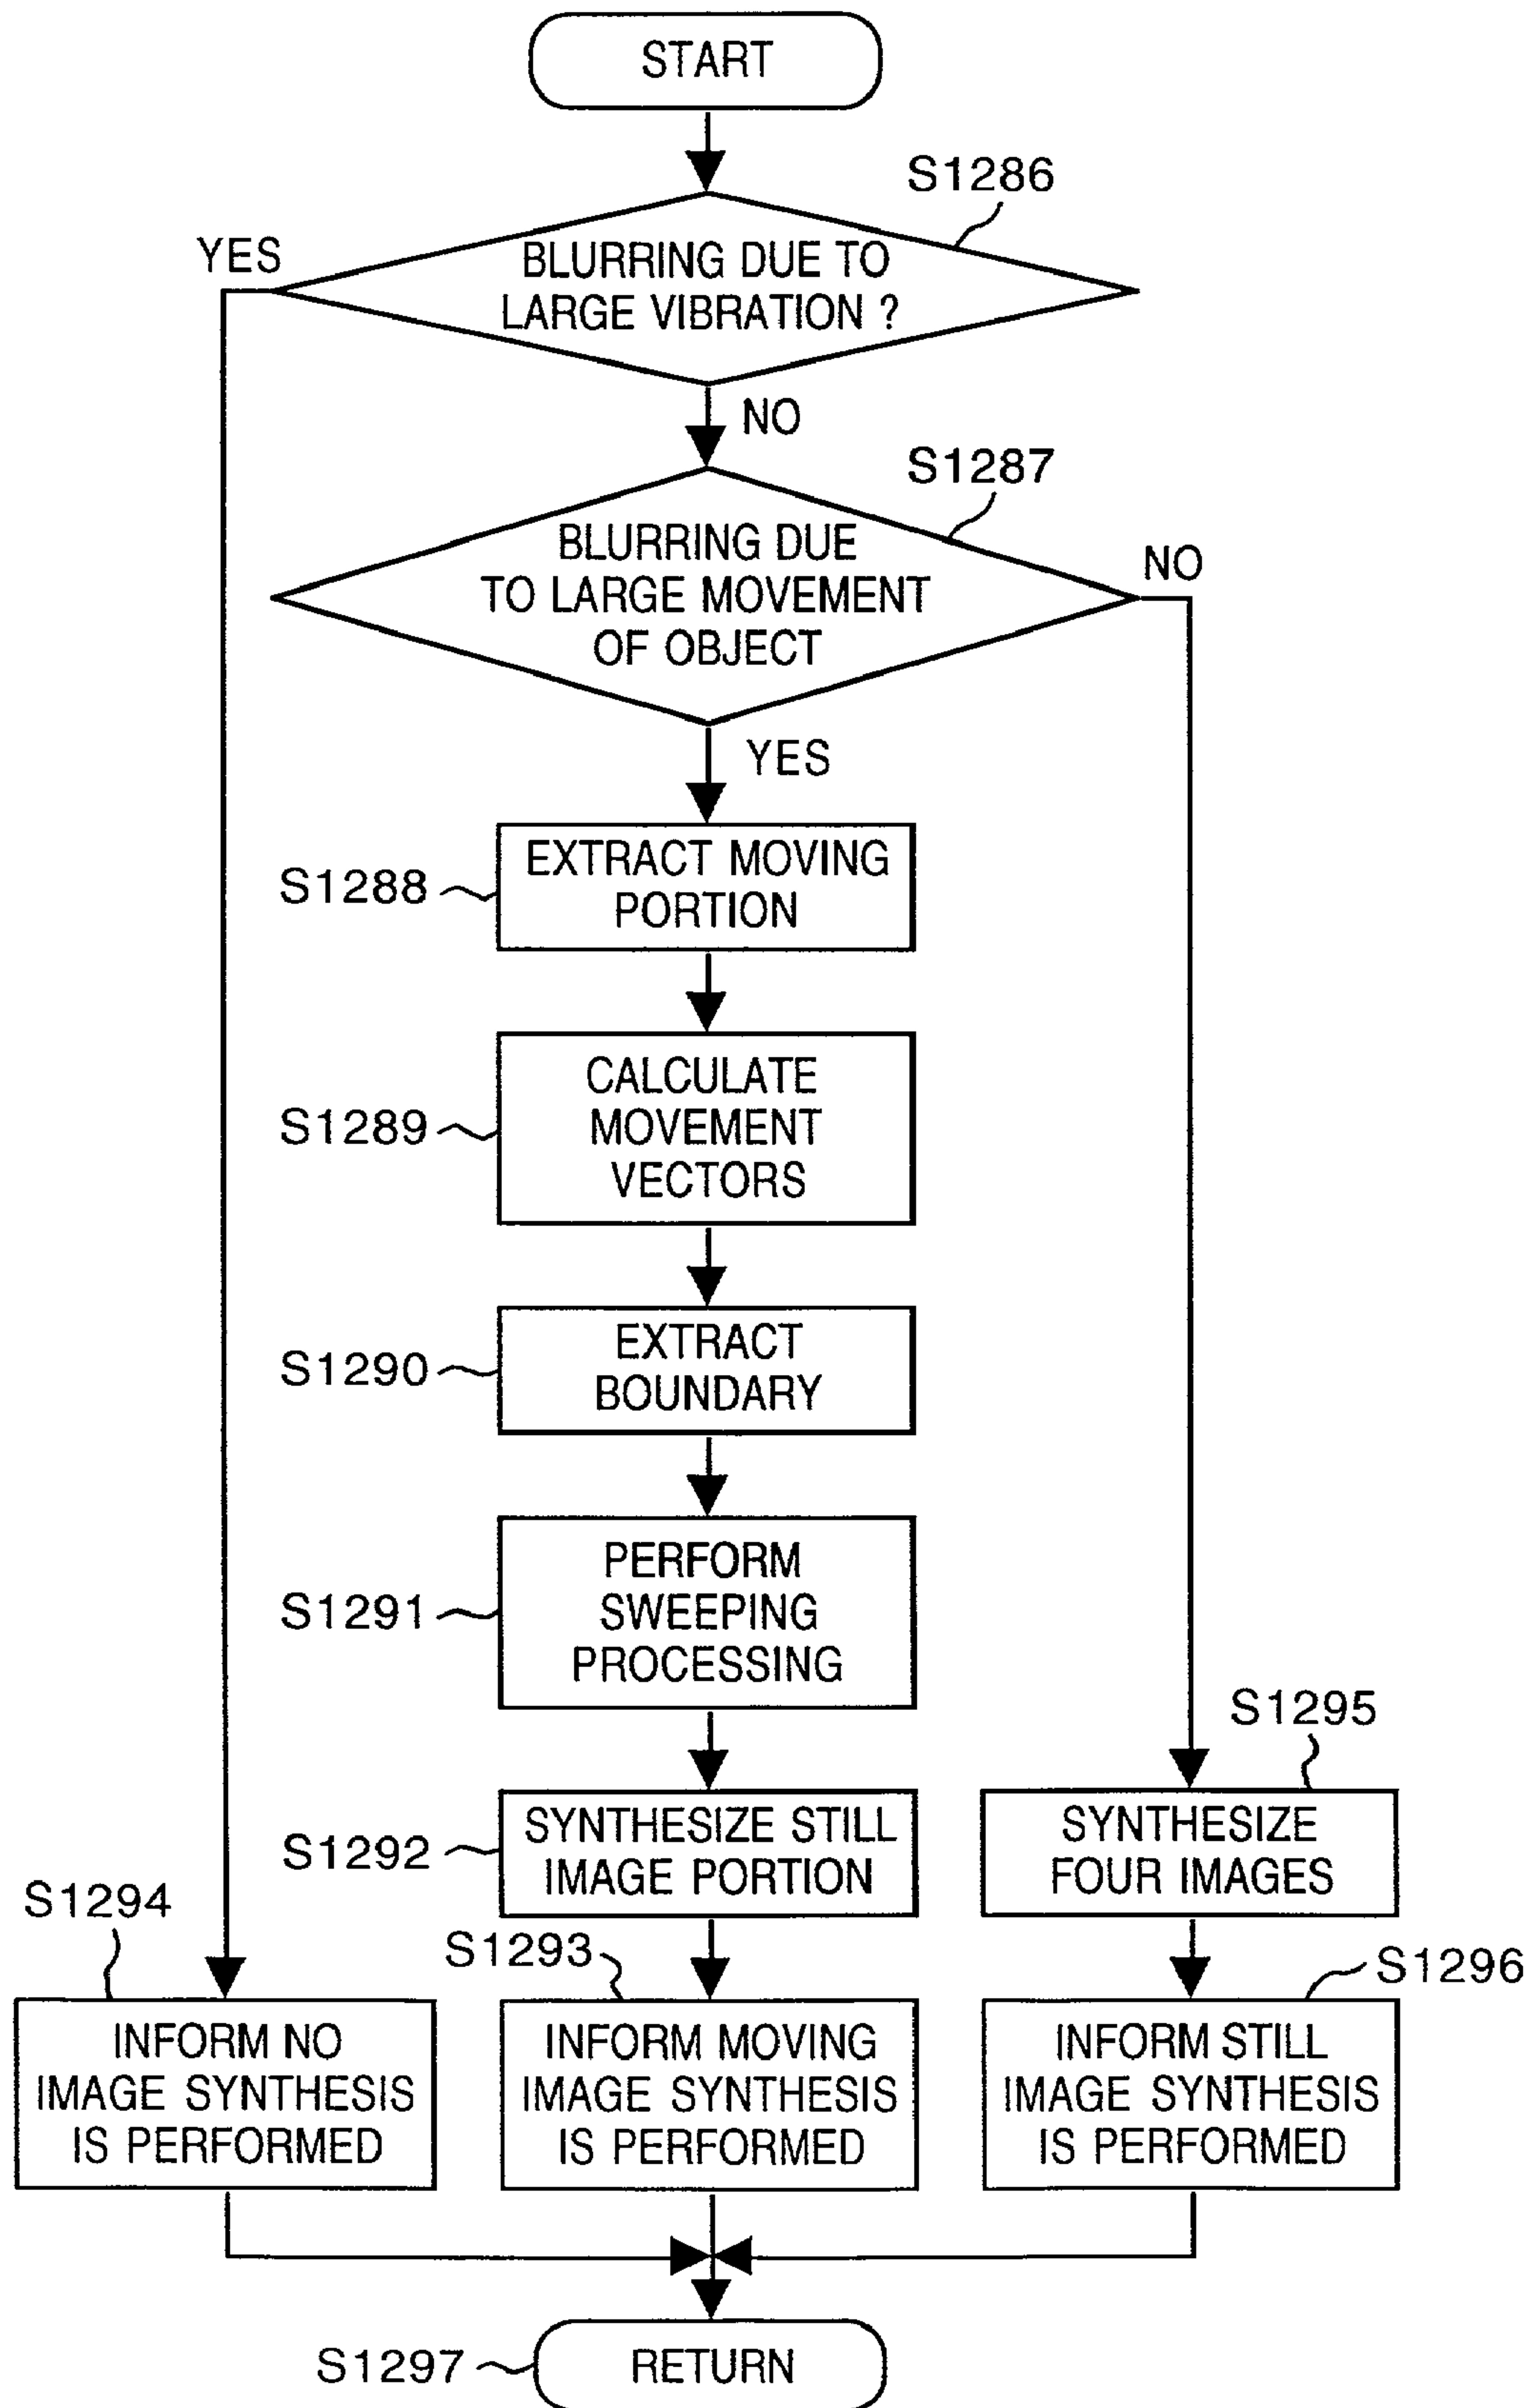 START
S1286
YES
BLURRING DUE TO
LARGE VIBRATION ?
NO
S1287
BLURRING DUE
TO LARGE MOVEMENT
OF OBJECT
NO
YES
S1288
EXTRACT MOVING
PORTION
S1289
CALCULATE
MOVEMENT
VECTORS
S1290
EXTRACT
BOUNDARY
S1291
PERFORM
SWEEPING
PROCESSING
S1292
SYNTHESIZE STILL
IMAGE PORTION
S1295
SYNTHESIZE
FOUR IMAGES
S1294
INFORM NO
IMAGE SYNTHESIS
IS PERFORMED
S1293
INFORM MOVING
IMAGE SYNTHESIS
IS PERFORMED
S1296
INFORM STILL
IMAGE SYNTHESIS
IS PERFORMED
S1297
RETURN